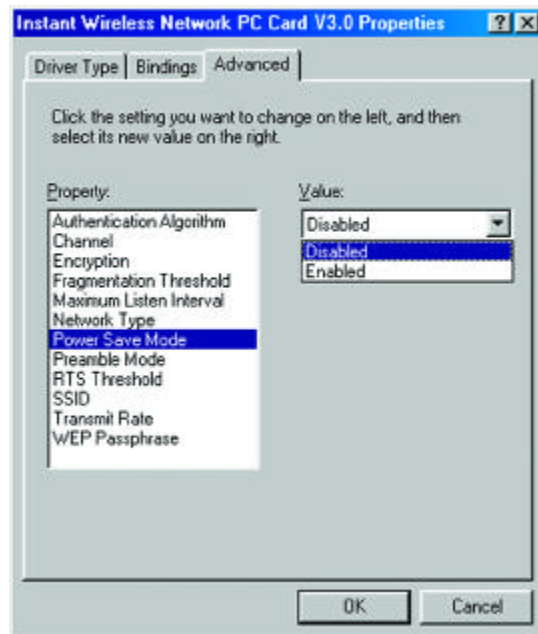 Instant Wireless Network PC Card V3.0 Properties
Driver Type Bindings Advanced
Click the setting you want to change on the left, and then
select its new value on the right.
Property:
Authentication Algorithm
Channel
Encryption
Fragmentation Threshold
Maximum Listen Interval
Network Type
Power Save Mode
Preamble Mode
RTS Threshold
SSID
Transmit Rate
WEP Passphrase
Value:
Disabled
Disabled
Enabled
OK Cancel